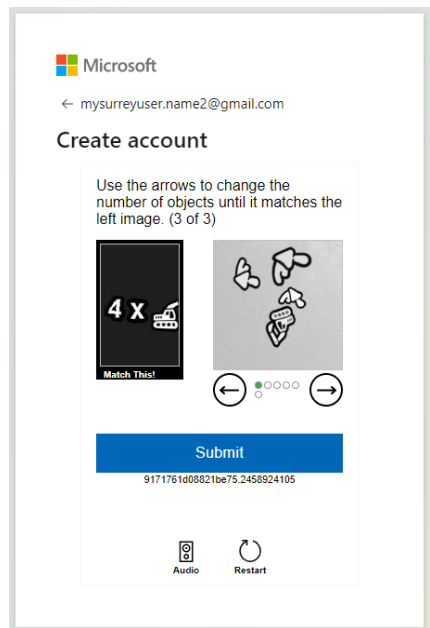 Microsoft
← mysurreyuser.name2@gmail.com
Create account
Use the arrows to change the
number of objects until it matches the
left image. (3 of 3)
4 x
Match This!
Submit
9171761d08821be75.2458924105
Audio
Restart